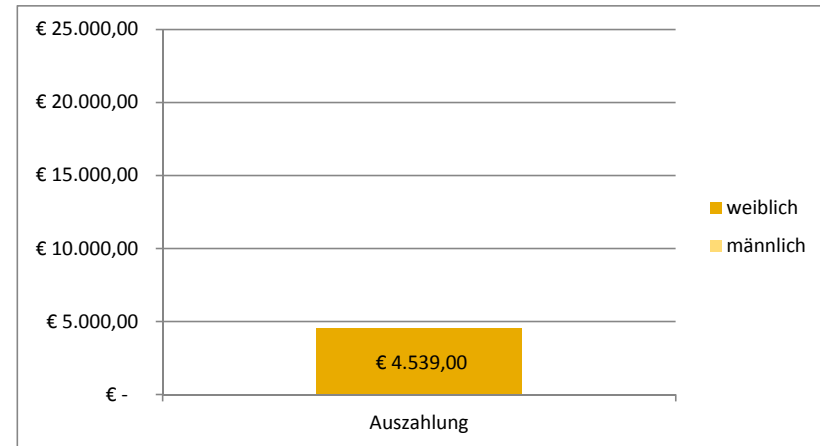 € 25.000,00
€ 20.000,00
€ 15.000,00
€ 10.000,00
€ 5.000,00
€ -
€ 4.539,00
Auszahlung
weiblich
männlich